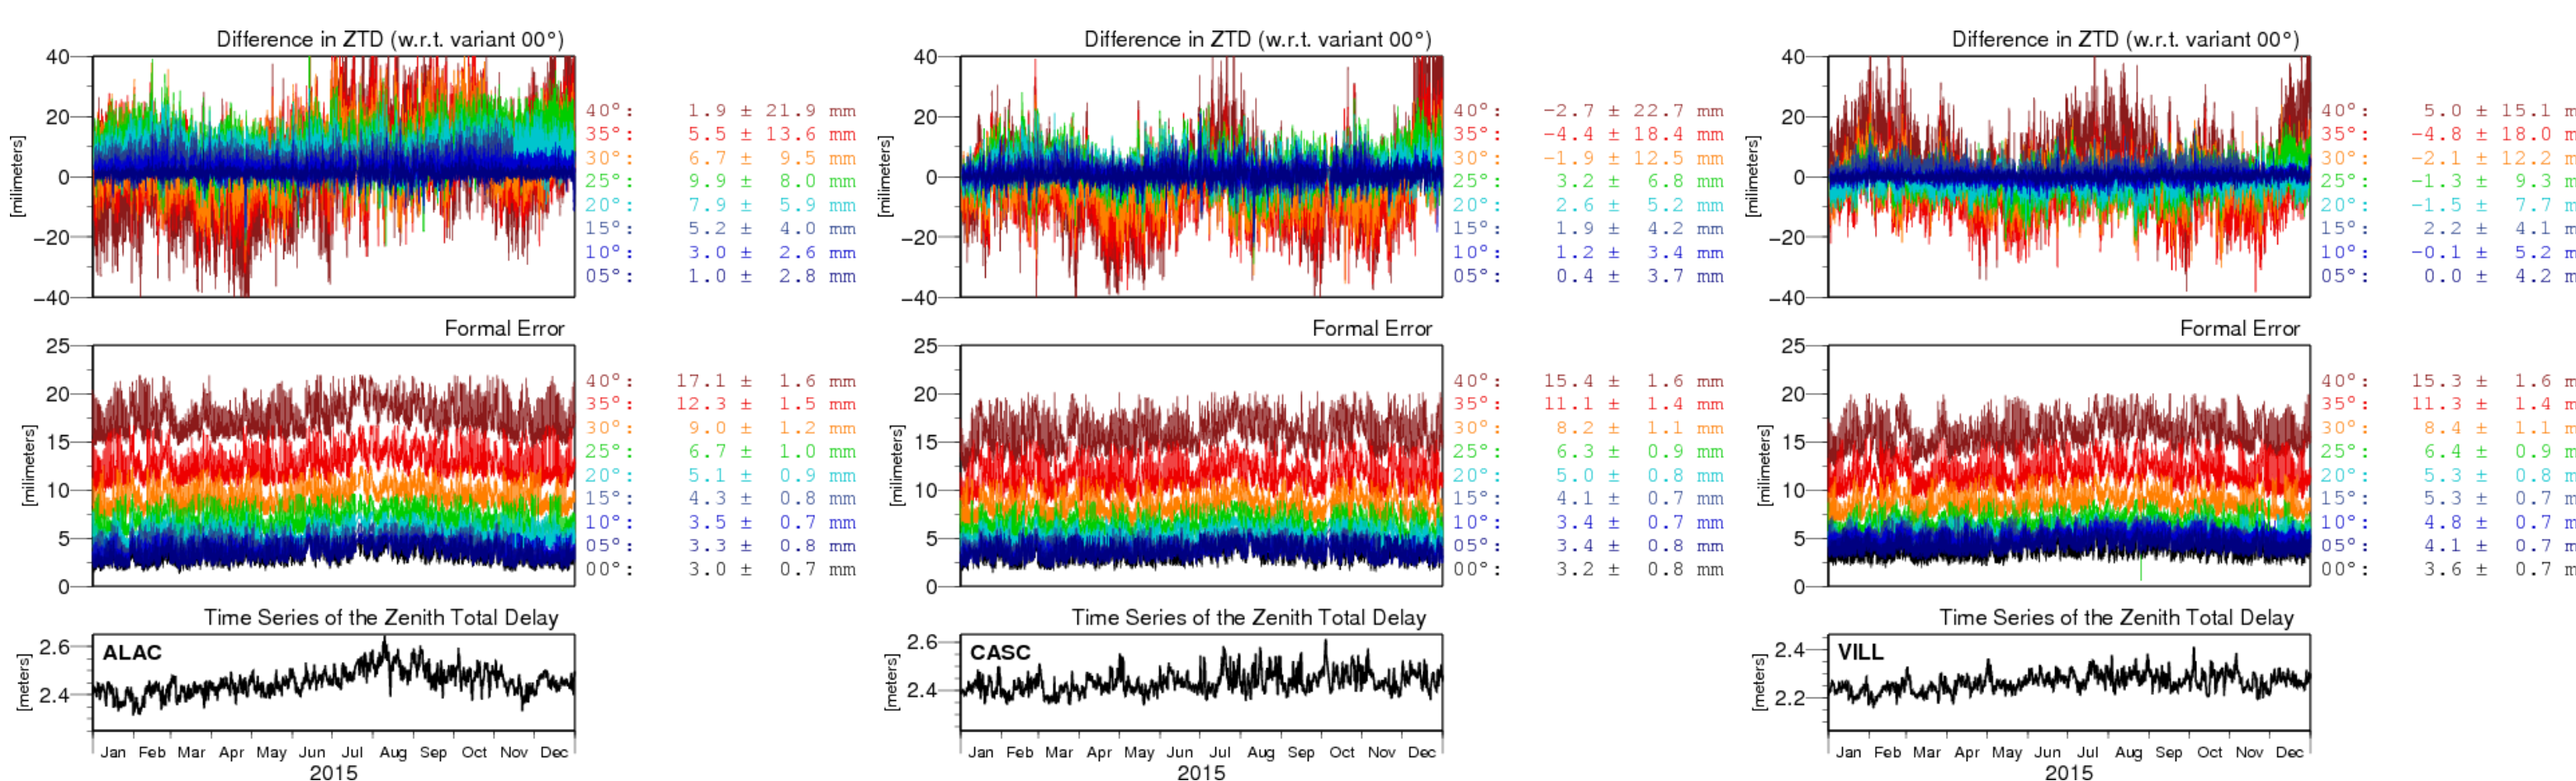 Difference in ZTD (w.r.t. variant 00°)
[milimeters]
40
20
0
−20
−40
40°: 1.9 ± 21.9 mm
35°: 5.5 ± 13.6 mm
30°: 6.7 ± 9.5 mm
25°: 9.9 ± 8.0 mm
20°: 7.9 ± 5.9 mm
15°: 5.2 ± 4.0 mm
10°: 3.0 ± 2.6 mm
05°: 1.0 ± 2.8 mm
Formal Error
[milimeters]
25
20
15
10
5
0
40°: 17.1 ± 1.6 mm
35°: 12.3 ± 1.5 mm
30°: 9.0 ± 1.2 mm
25°: 6.7 ± 1.0 mm
20°: 5.1 ± 0.9 mm
15°: 4.3 ± 0.8 mm
10°: 3.5 ± 0.7 mm
05°: 3.3 ± 0.8 mm
00°: 3.0 ± 0.7 mm
Time Series of the Zenith Total Delay
[meters]
2.6
2.4
ALAC
Jan Feb Mar Apr May Jun Jul Aug Sep Oct Nov Dec
2015
Difference in ZTD (w.r.t. variant 00°)
[milimeters]
40
20
0
−20
−40
40°: −2.7 ± 22.7 mm
35°: −4.4 ± 18.4 mm
30°: −1.9 ± 12.5 mm
25°: 3.2 ± 6.8 mm
20°: 2.6 ± 5.2 mm
15°: 1.9 ± 4.2 mm
10°: 1.2 ± 3.4 mm
05°: 0.4 ± 3.7 mm
Formal Error
[milimeters]
25
20
15
10
5
0
40°: 15.4 ± 1.6 mm
35°: 11.1 ± 1.4 mm
30°: 8.2 ± 1.1 mm
25°: 6.3 ± 0.9 mm
20°: 5.0 ± 0.8 mm
15°: 4.1 ± 0.7 mm
10°: 3.4 ± 0.7 mm
05°: 3.4 ± 0.8 mm
00°: 3.2 ± 0.8 mm
Time Series of the Zenith Total Delay
[meters]
2.6
2.4
CASC
Jan Feb Mar Apr May Jun Jul Aug Sep Oct Nov Dec
2015
Difference in ZTD (w.r.t. variant 00°)
[milimeters]
40
20
0
−20
−40
40°: 5.0 ± 15.1
35°: −4.8 ± 18.0
30°: −2.1 ± 12.2
25°: −1.3 ± 9.3
20°: −1.5 ± 7.7
15°: 2.2 ± 4.1
10°: −0.1 ± 5.2
05°: 0.0 ± 4.2
Formal Error
[milimeters]
25
20
15
10
5
0
40°: 15.3 ± 1.6
35°: 11.3 ± 1.4
30°: 8.4 ± 1.1
25°: 6.4 ± 0.9
20°: 5.3 ± 0.8
15°: 5.3 ± 0.7
10°: 4.8 ± 0.7
05°: 4.1 ± 0.7
00°: 3.6 ± 0.7
Time Series of the Zenith Total Delay
[meters]
2.4
2.2
VILL
Jan Feb Mar Apr May Jun Jul Aug Sep Oct Nov Dec
2015